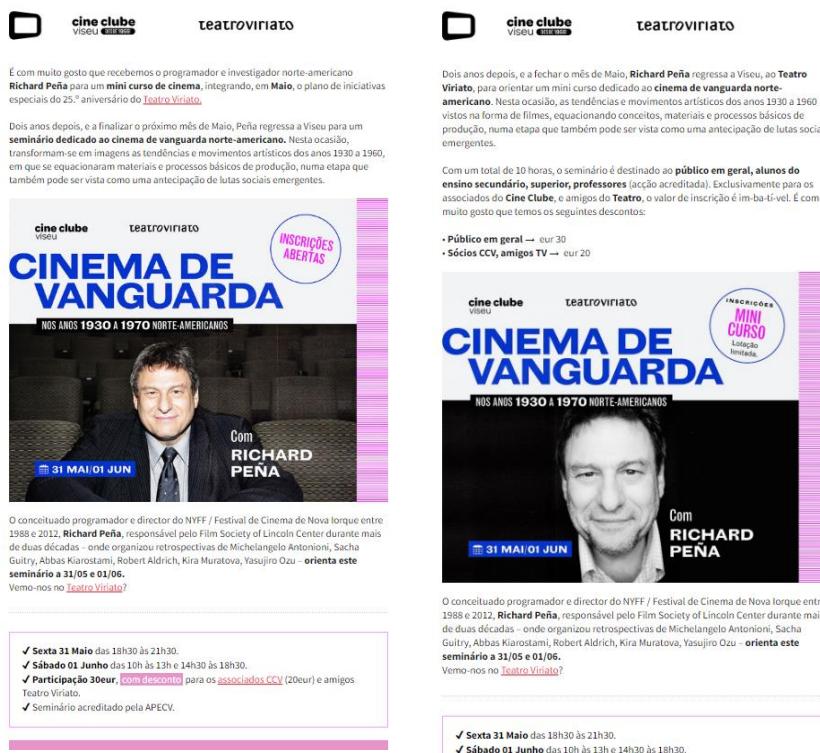 cine clube
viseu DESDE 1955
teatroviriato
É com muito gosto que recebemos o programador e investigador norte-americano
Richard Peña para um mini curso de cinema, integrando, em Maio, o plano de iniciativas
especiais do 25.º aniversário do Teatro Viriato.
Dois anos depois, e a finalizar o próximo mês de Maio, Peña regressa a Viseu para um
seminário dedicado ao cinema de vanguarda norte-americano. Nesta ocasião,
transformam-se em imagens as tendências e movimentos artísticos dos anos 1930 a 1960,
em que se equacionaram materiais e processos básicos de produção, numa etapa que
também pode ser vista como uma antecipação de lutas sociais emergentes.
cine clube
viseu
teatroviriato
INSCRIÇÕES
ABERTAS
CINEMA DE
VANGUARDA
NOS ANOS 1930 A 1970 NORTE-AMERICANOS
Com
RICHARD
PEÑA
31 MAI/01 JUN
O conceituado programador e director do NYFF / Festival de Cinema de Nova Iorque entre
1988 e 2012, Richard Peña, responsável pelo Film Society of Lincoln Center durante mais
de duas décadas – onde organizou retrospectivas de Michelangelo Antonioni, Sacha
Guitry, Abbas Kiarostami, Robert Aldrich, Kira Muratova, Yasujiro Ozu – orienta este
seminário a 31/05 e 01/06.
Vemo-nos no Teatro Viriato?
✓ Sexta 31 Maio das 18h30 às 21h30.
✓ Sábado 01 Junho das 10h às 13h e 14h30 às 18h30.
✓ Participação 30eur, com desconto para os associados CCV (20eur) e amigos
Teatro Viriato.
✓ Seminário acreditado pela APECV.
cine clube
viseu
teatroviriato
Dois anos depois, e a fechar o mês de Maio, Richard Peña regressa a Viseu, ao Teatro
Viriato, para orientar um mini curso dedicado ao cinema de vanguarda norte-
americano. Nesta ocasião, as tendências e movimentos artísticos dos anos 1930 a 1960
vistos na forma de filmes, equacionando conceitos, materiais e processos básicos de
produção, numa etapa que também pode ser vista como uma antecipação de lutas socia
emergentes.
Com um total de 10 horas, o seminário é destinado ao público em geral, alunos do
ensino secundário, superior, professores (acção acreditada). Exclusivamente para os
associados do Cine Clube, e amigos do Teatro, o valor de inscrição é im-ba-tí-vel. É com
muito gosto que temos os seguintes descontos:
• Público em geral → eur 30
• Sócios CCV, amigos TV → eur 20
cine clube
viseu
teatroviriato
INSCRIÇÕES
MINI
CURSO
Lotação
limitada.
CINEMA DE
VANGUARDA
NOS ANOS 1930 A 1970 NORTE-AMERICANOS
Com
RICHARD
PEÑA
31 MAI/01 JUN
O conceituado programador e director do NYFF / Festival de Cinema de Nova Iorque entr
1988 e 2012, Richard Peña, responsável pelo Film Society of Lincoln Center durante mai
de duas décadas – onde organizou retrospectivas de Michelangelo Antonioni, Sacha
Guitry, Abbas Kiarostami, Robert Aldrich, Kira Muratova, Yasujiro Ozu – orienta este
seminário a 31/05 e 01/06.
Vemo-nos no Teatro Viriato?
✓ Sexta 31 Maio das 18h30 às 21h30.
✓ Sábado 01 Junho das 10h às 13h e 14h30 às 18h30.